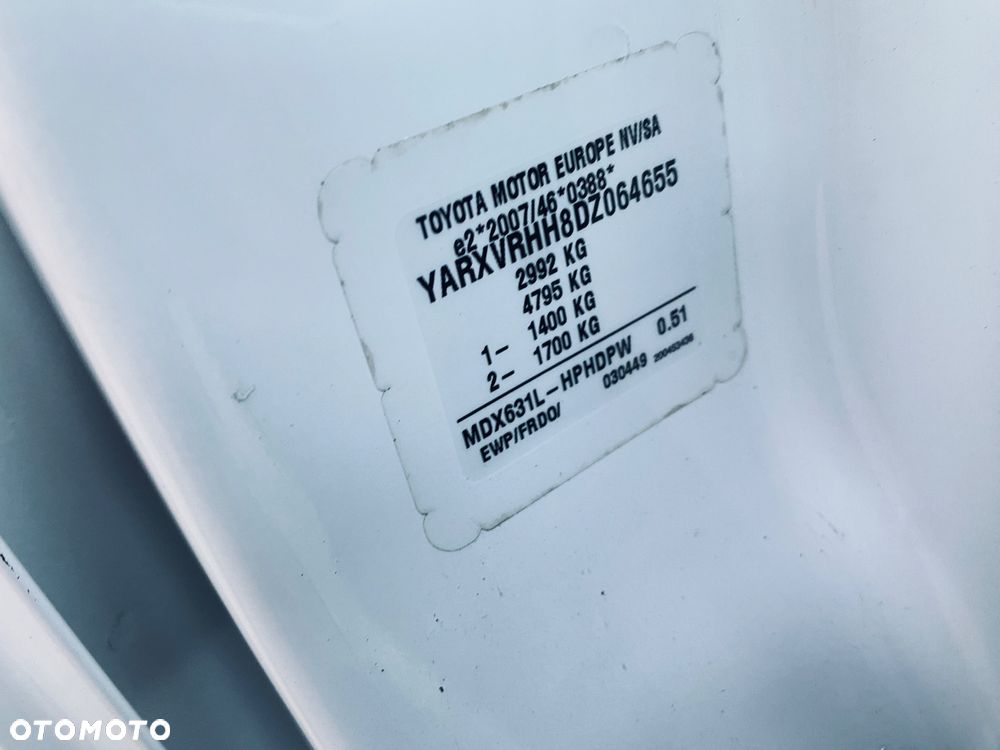 TOYOTA MOTOR EUROPE NV/SA
e2*2007/46*0388*
YARXVRHH8DZ064655
2992 KG
4795 KG
1- 1400 KG
2- 1700 KG
MDX631L-HPHDPW 0.51
EWP/FRDO/ 030449 200453436
OTOMOTO